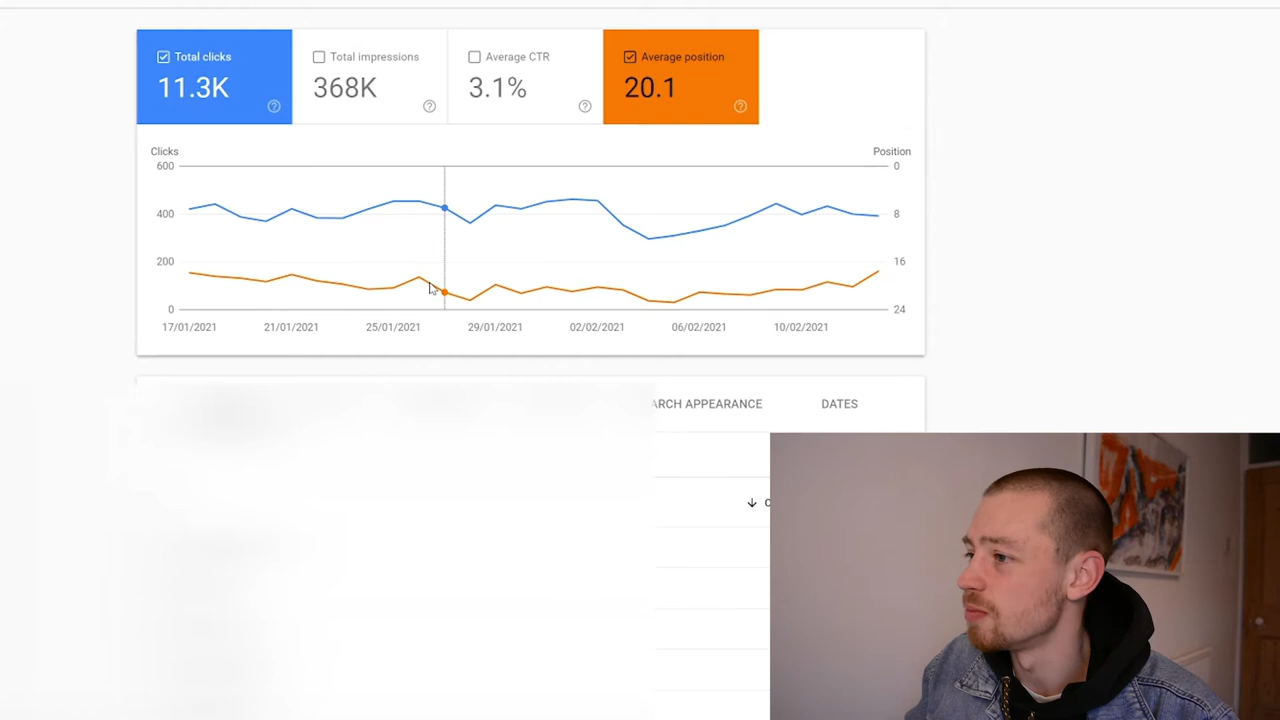 Total clicks
11.3K
Total impressions
368K
Average CTR
3.1%
Average position
20.1
Clicks
Position
600
0
400
8
200
16
0
24
17/01/2021 21/01/2021 25/01/2021 29/01/2021 02/02/2021 06/02/2021 10/02/2021
ARCH APPEARANCE DATES